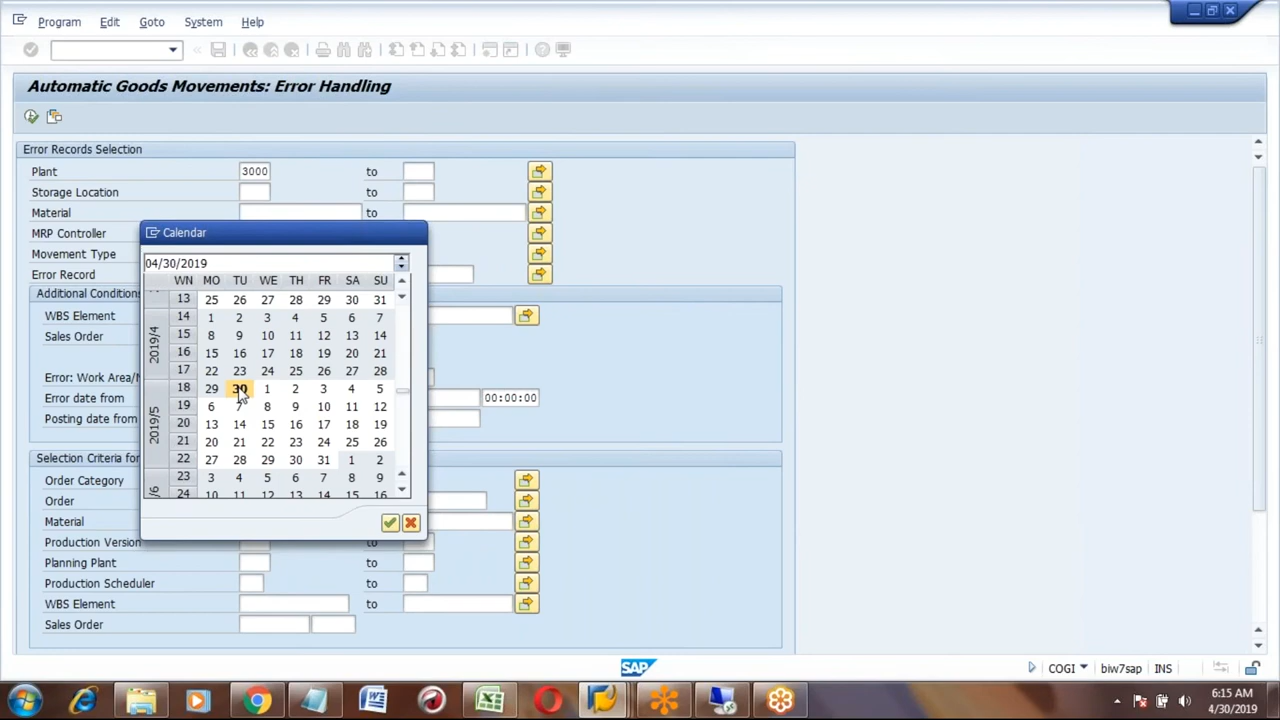 Program Edit Goto System Help
Automatic Goods Movements: Error Handling
Error Records Selection
Plant 3000 to
Storage Location to
Material to
MRP Controller
Movement Type
Error Record
Calendar
04/30/2019
WN MO TU WE TH FR SA SU
13 25 26 27 28 29 30 31
2019/4
14 1 2 3 4 5 6 7
15 8 9 10 11 12 13 14
16 15 16 17 18 19 20 21
17 22 23 24 25 26 27 28
2019/5
18 29 30 1 2 3 4 5
19 6 7 8 9 10 11 12
20 13 14 15 16 17 18 19
21 20 21 22 23 24 25 26
22 27 28 29 30 31 1 2
/6
23 3 4 5 6 7 8 9
24 10 11 12 13 14 15 16
Additional Conditions
WBS Element
Sales Order
Error: Work Area/
Error date from 00:00:00
Posting date from
Selection Criteria for
Order Category
Order
Material
Production Version to
Planning Plant to
Production Scheduler to
WBS Element to
Sales Order
SAP
COGI biw7sap INS
6:15 AM
4/30/2019